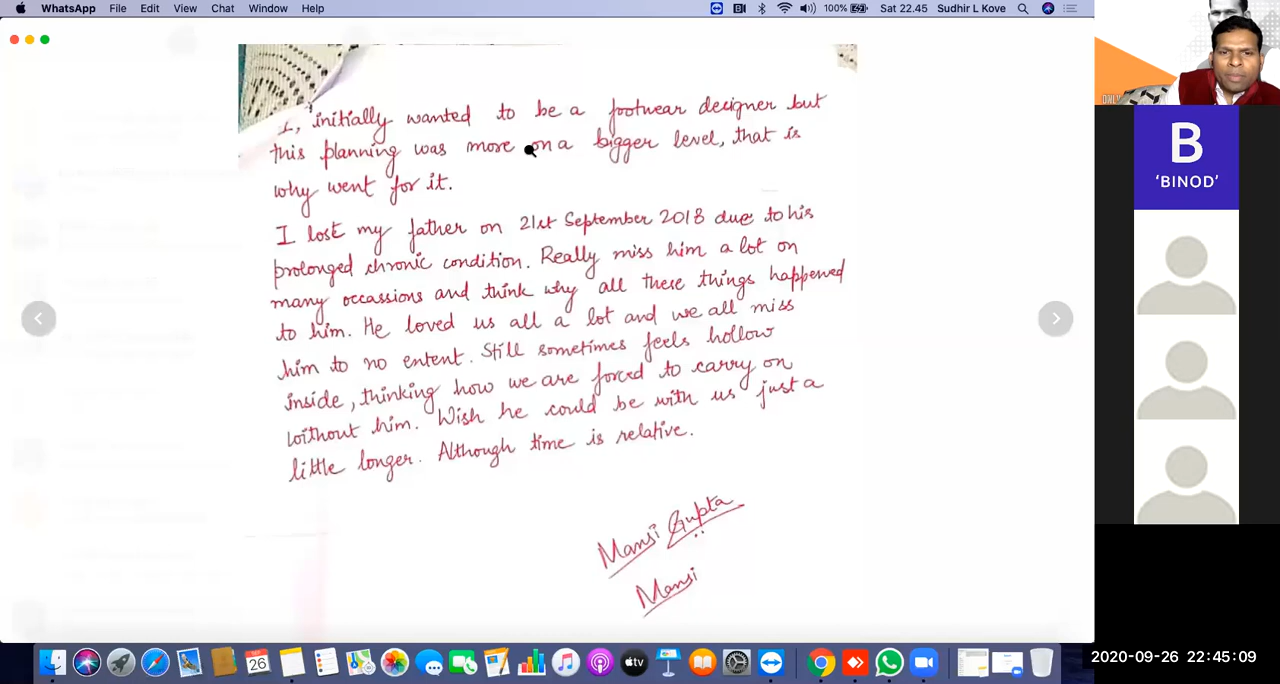 WhatsApp File Edit View Chat Window Help
100% Sat 22.45 Sudhir L Kove
I, initially wanted to be a footwear designer but
this planning was more on a bigger level, that is
why went for it.
I lost my father on 21st September 2018 due to his
prolonged chronic condition. Really miss him a lot on
many occassions and think why all these things happened
to him. He loved us all a lot and we all miss
him to no entent. Still sometimes feels hollow
inside, thinking how we are forced to carry on
without him. Wish he could be with us just a
little longer. Although time is relative.
Mansi Gupta
Mansi
B
‘BINOD’
SEP
26
tv
2020-09-26 22:45:09